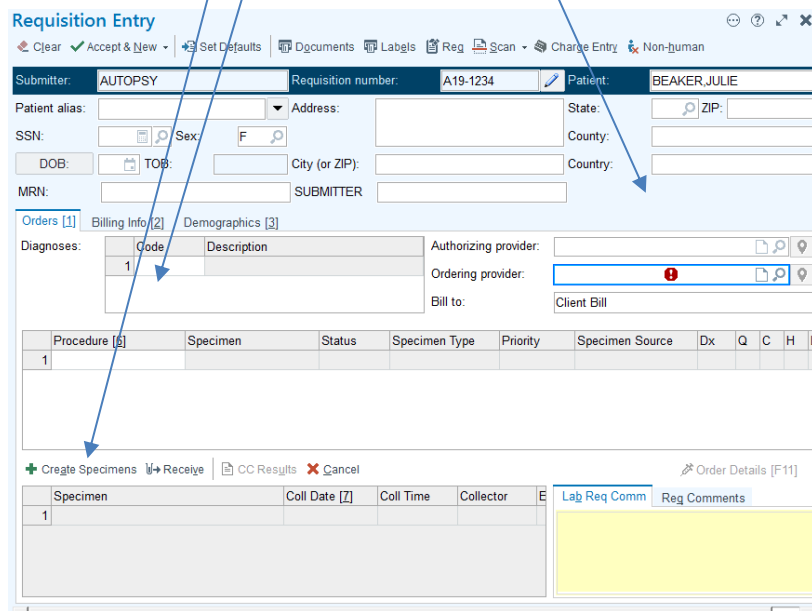 Requisition Entry
Clear Accept & New Set Defaults Documents Labels Req Scan Charge Entry Non-human
Submitter: AUTOPSY Requisition number: A19-1234 Patient: BEAKER,JULIE
Patient alias: Address: State: ZIP:
SSN: Sex: F County:
DOB: TOB: City (or ZIP): Country:
MRN: SUBMITTER
Orders [1] Billing Info [2] Demographics [3]
Diagnoses: Code Description Authorizing provider:
1 Ordering provider:
Bill to: Client Bill
Procedure [6] Specimen Status Specimen Type Priority Specimen Source Dx Q C H
1
Create Specimens Receive CC Results Cancel Order Details [F11]
Specimen Coll Date [7] Coll Time Collector E Lab Req Comm Req Comments
1